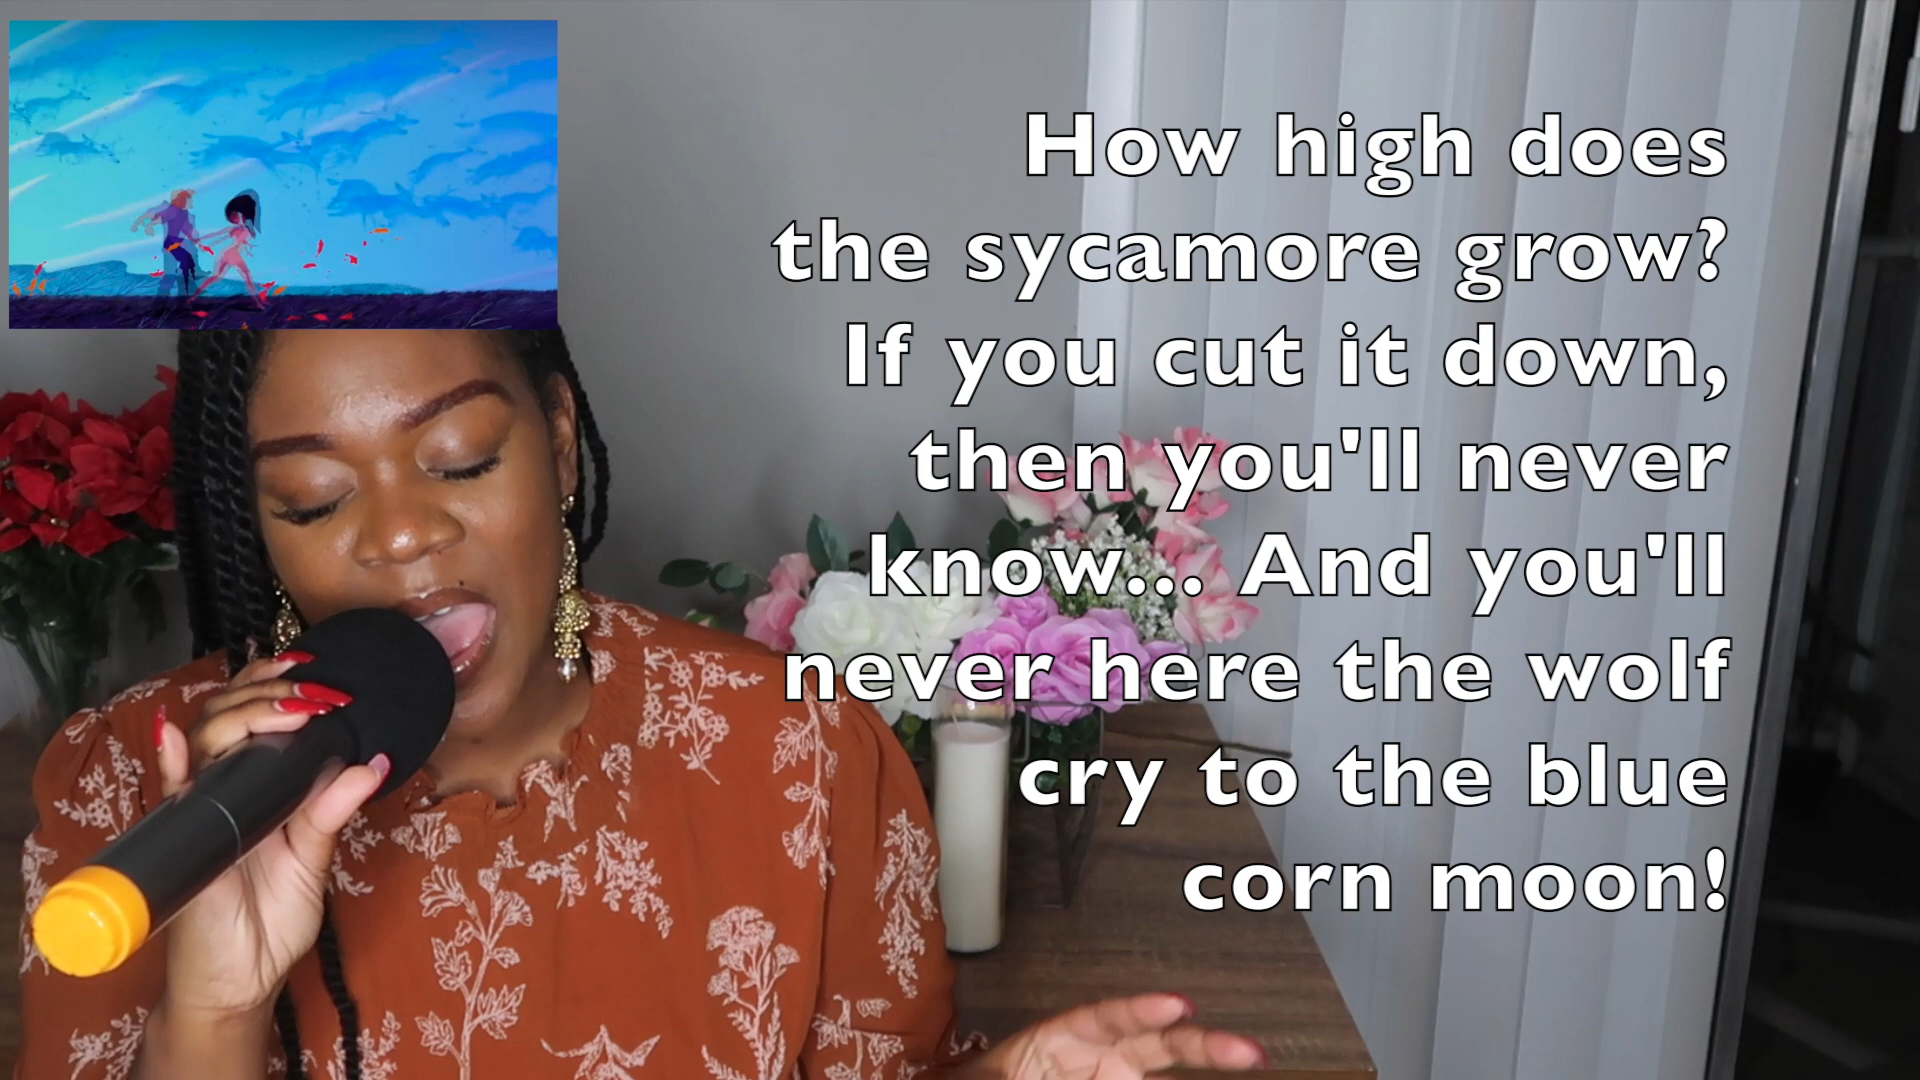 How high does
the sycamore grow?
If you cut it down,
then you'll never
know... And you'll
never here the wolf
cry to the blue
corn moon!